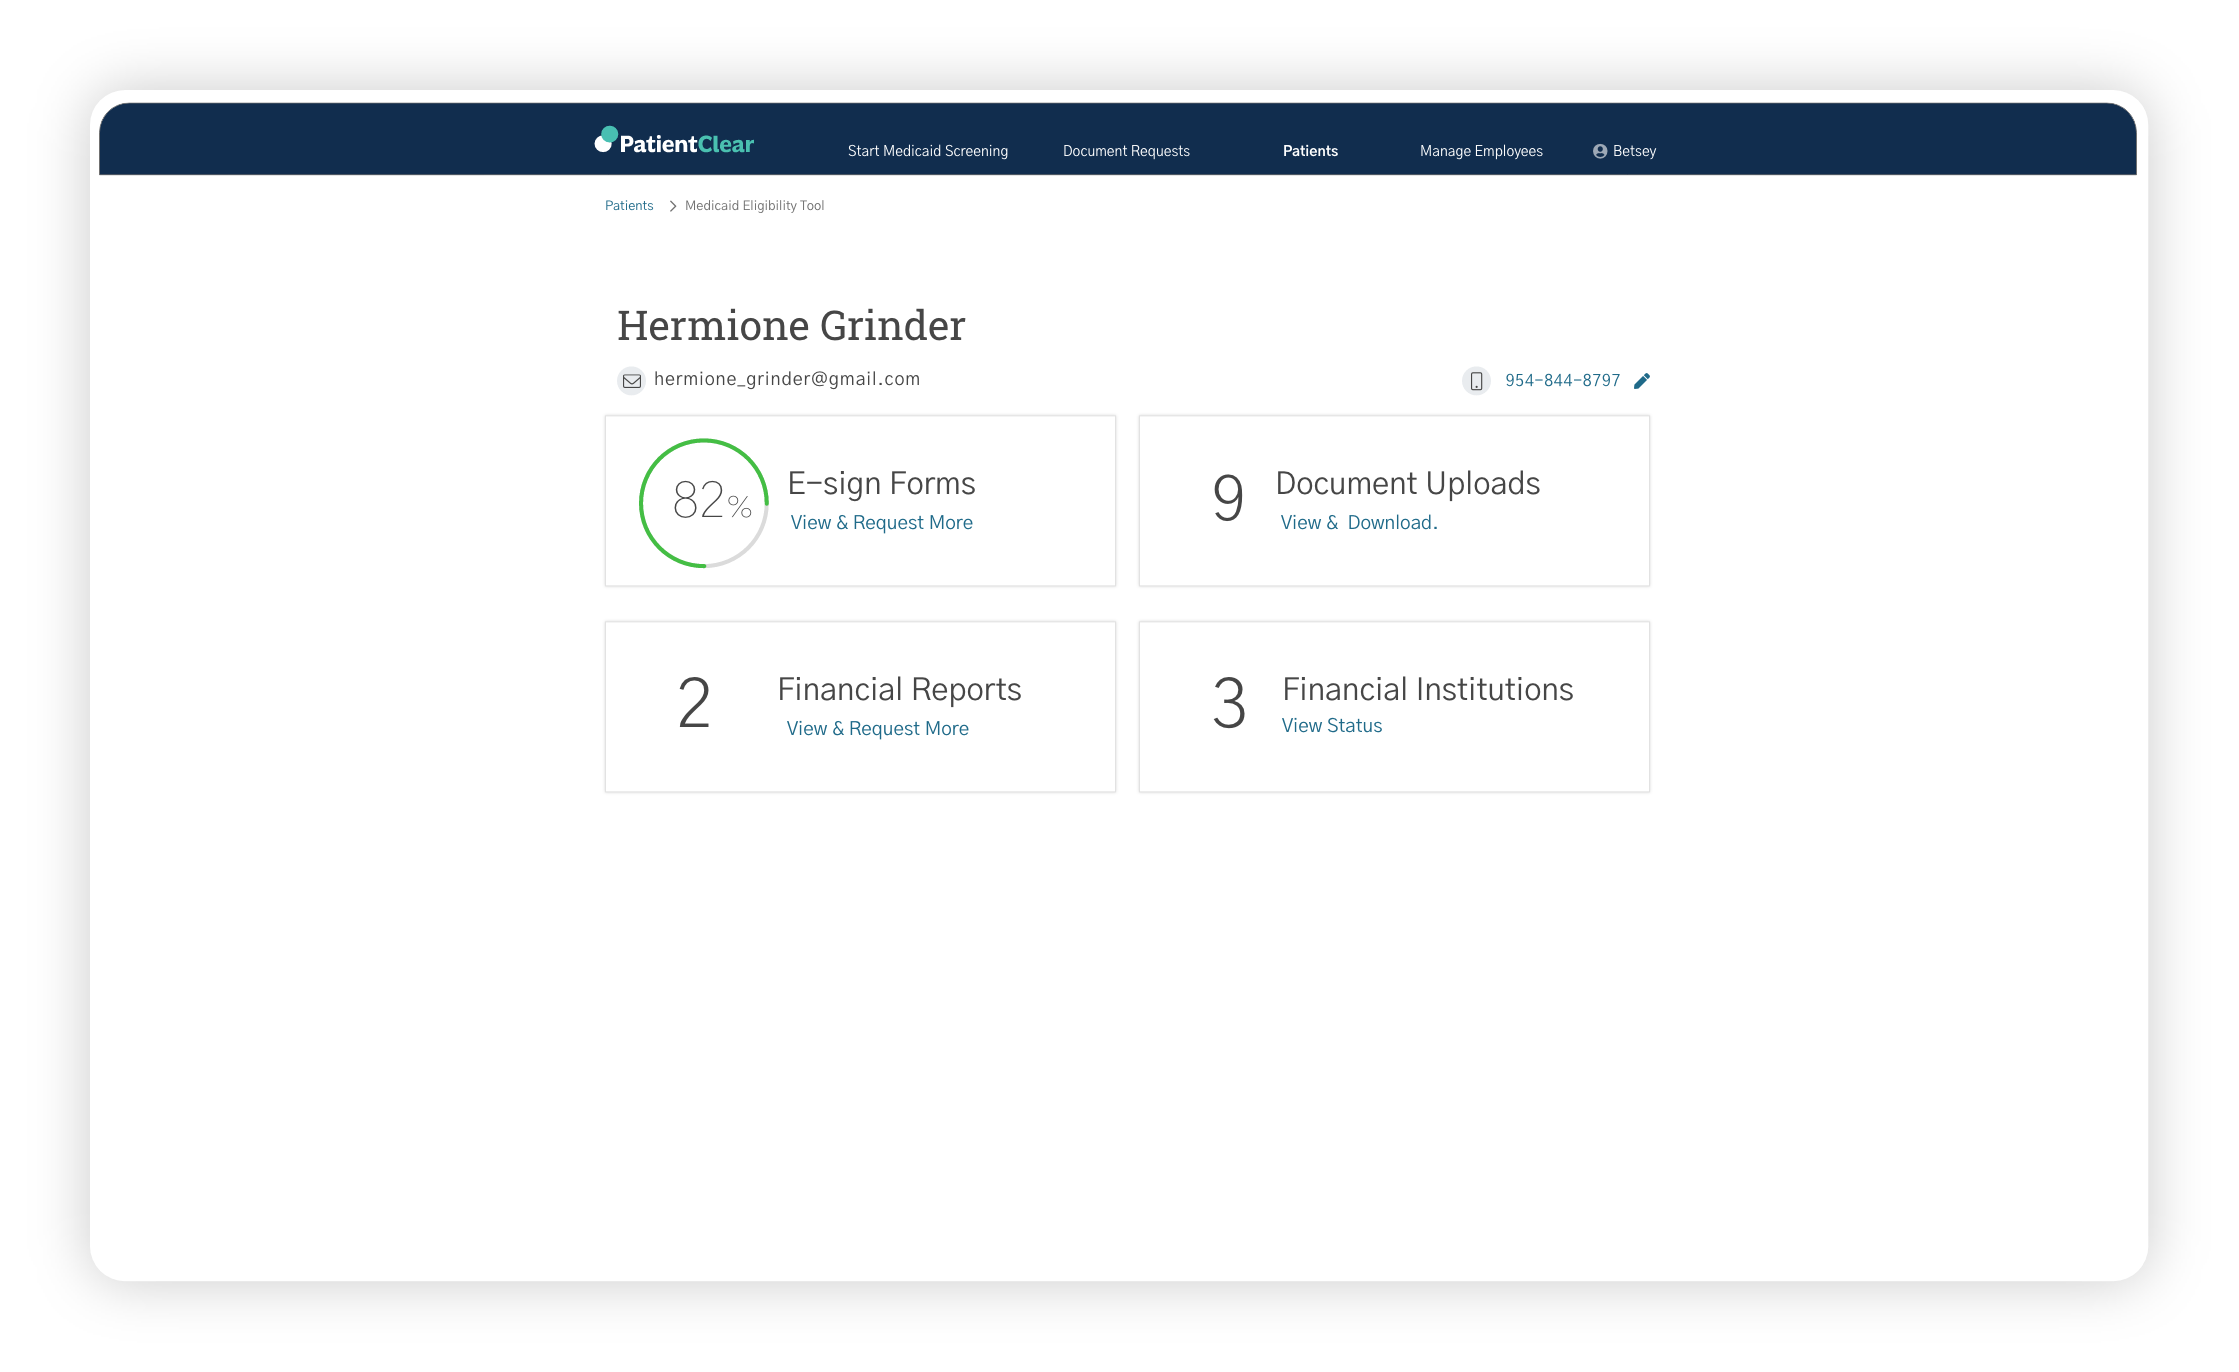 PatientClear Start Medicaid Screening Document Requests Patients Manage Employees Betsey
Patients > Medicaid Eligibility Tool
Hermione Grinder
hermione_grinder@gmail.com 954-844-8797
82% E-sign Forms
View & Request More
9 Document Uploads
View & Download.
2 Financial Reports
View & Request More
3 Financial Institutions
View Status